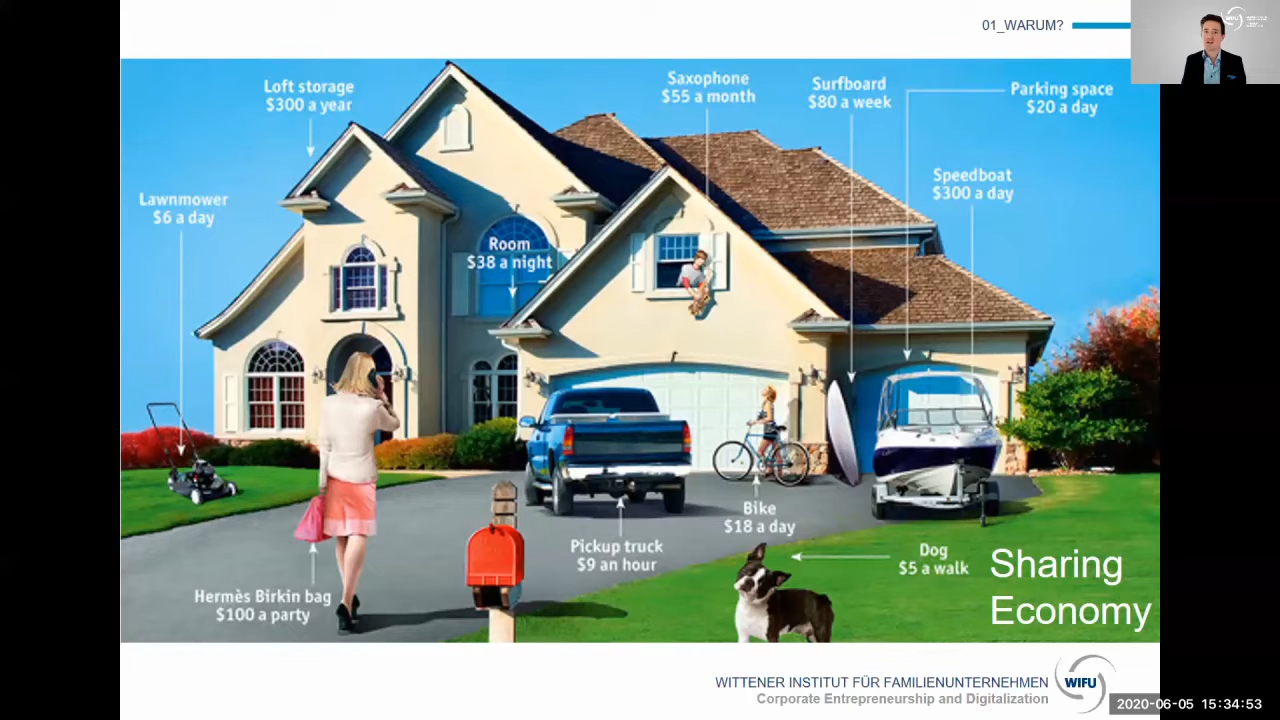 01_WARUM?
Loft storage
$300 a year
Saxophone
$55 a month
Surfboard
$80 a week
Parking space
$20 a day
Speedboat
$300 a day
Lawnmower
$6 a day
Room
$38 a night
Bike
$18 a day
Pickup truck
$9 an hour
Dog
$5 a walk
Hermès Birkin bag
$100 a party
Sharing
Economy
WITTENER INSTITUT FÜR FAMILIENUNTERNEHMEN
Corporate Entrepreneurship and Digitalization
WIFU
2020-06-05 15:34:53